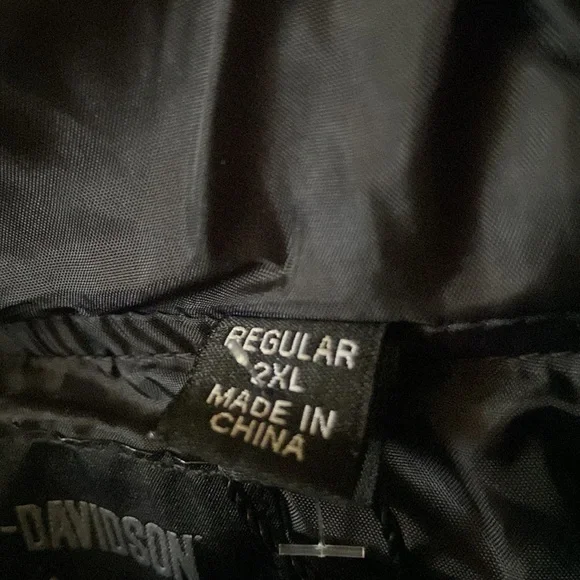 REGULAR
2XL
MADE IN
CHINA
-DAVIDSON